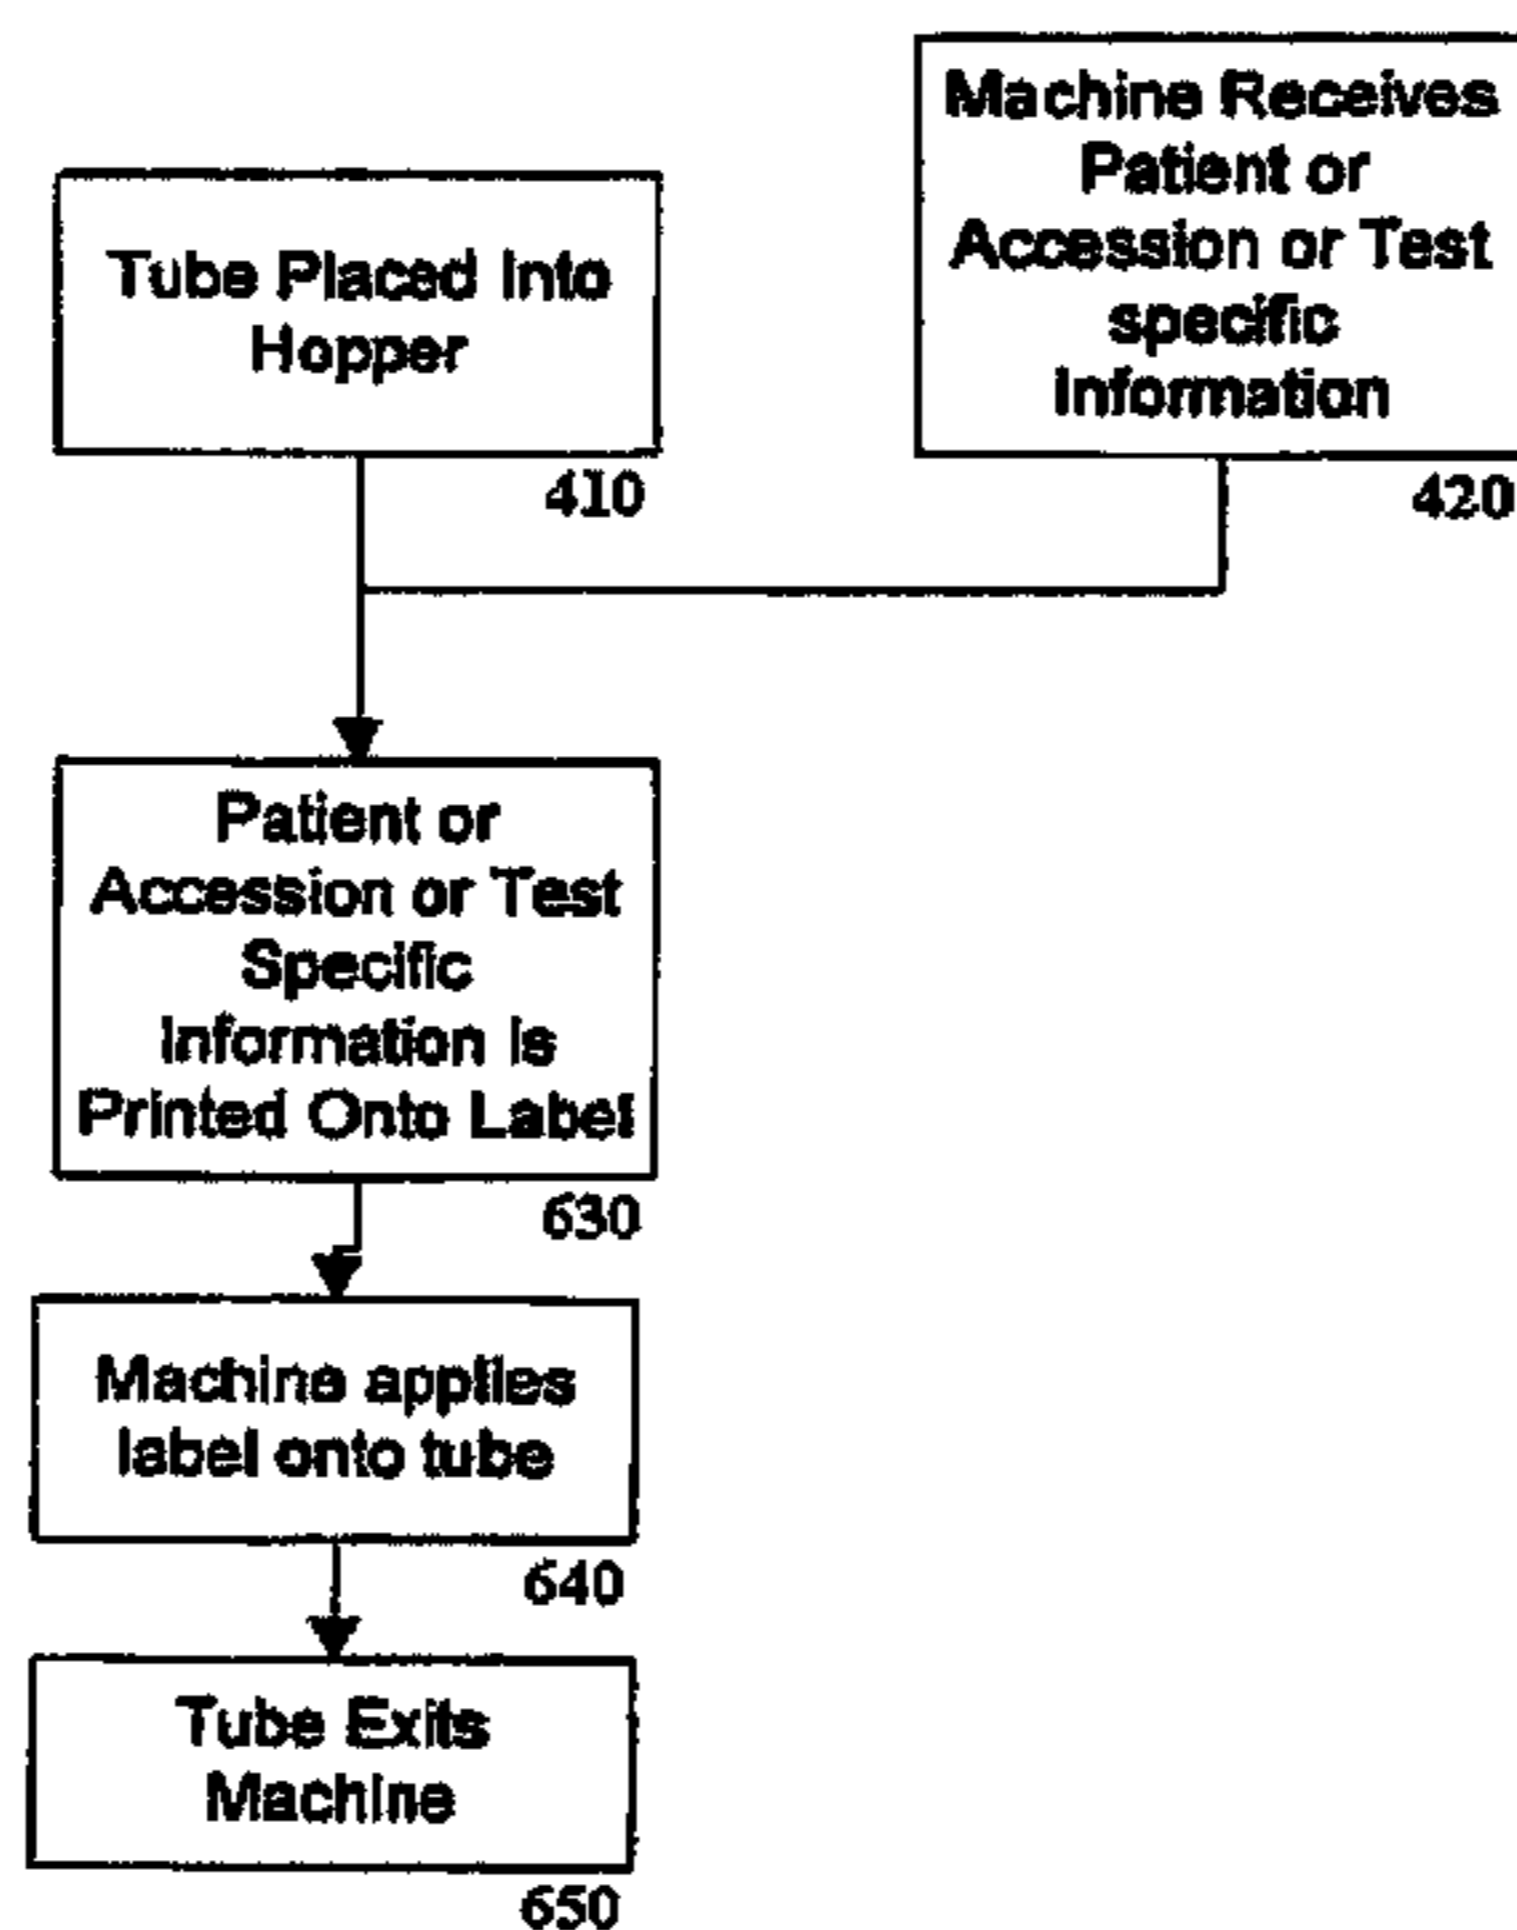 Tube Placed Into
Hopper
410
Machine Receives
Patient or
Accession or Test
specific
Information
420
Patient or
Accession or Test
Specific
Information is
Printed Onto Label
630
Machine applies
label onto tube
640
Tube Exits
Machine
650